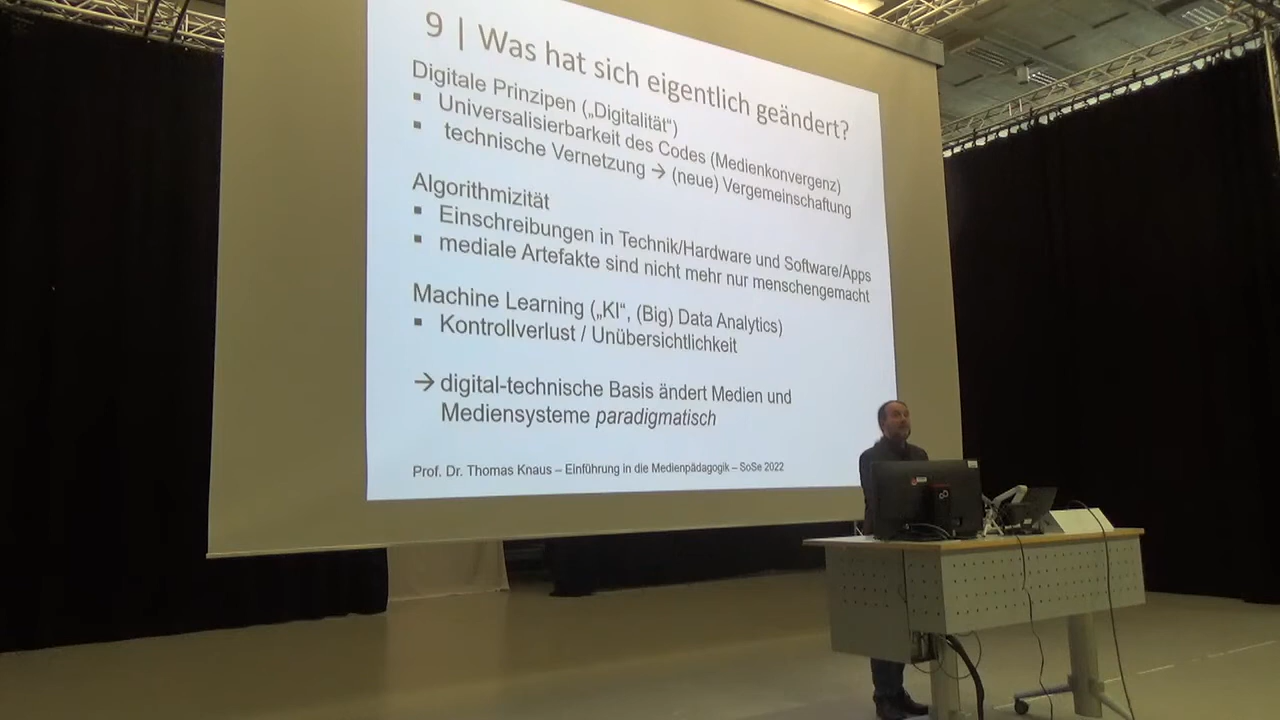 9 | Was hat sich eigentlich geändert?
Digitale Prinzipen („Digitalität“)
▪ Universalisierbarkeit des Codes (Medienkonvergenz)
▪ technische Vernetzung → (neue) Vergemeinschaftung
Algorithmizität
▪ Einschreibungen in Technik/Hardware und Software/Apps
▪ mediale Artefakte sind nicht mehr nur menschengemacht
Machine Learning („KI“, (Big) Data Analytics)
▪ Kontrollverlust / Unübersichtlichkeit
→ digital-technische Basis ändert Medien und
Mediensysteme paradigmatisch
Prof. Dr. Thomas Knaus – Einführung in die Medienpädagogik – SoSe 2022